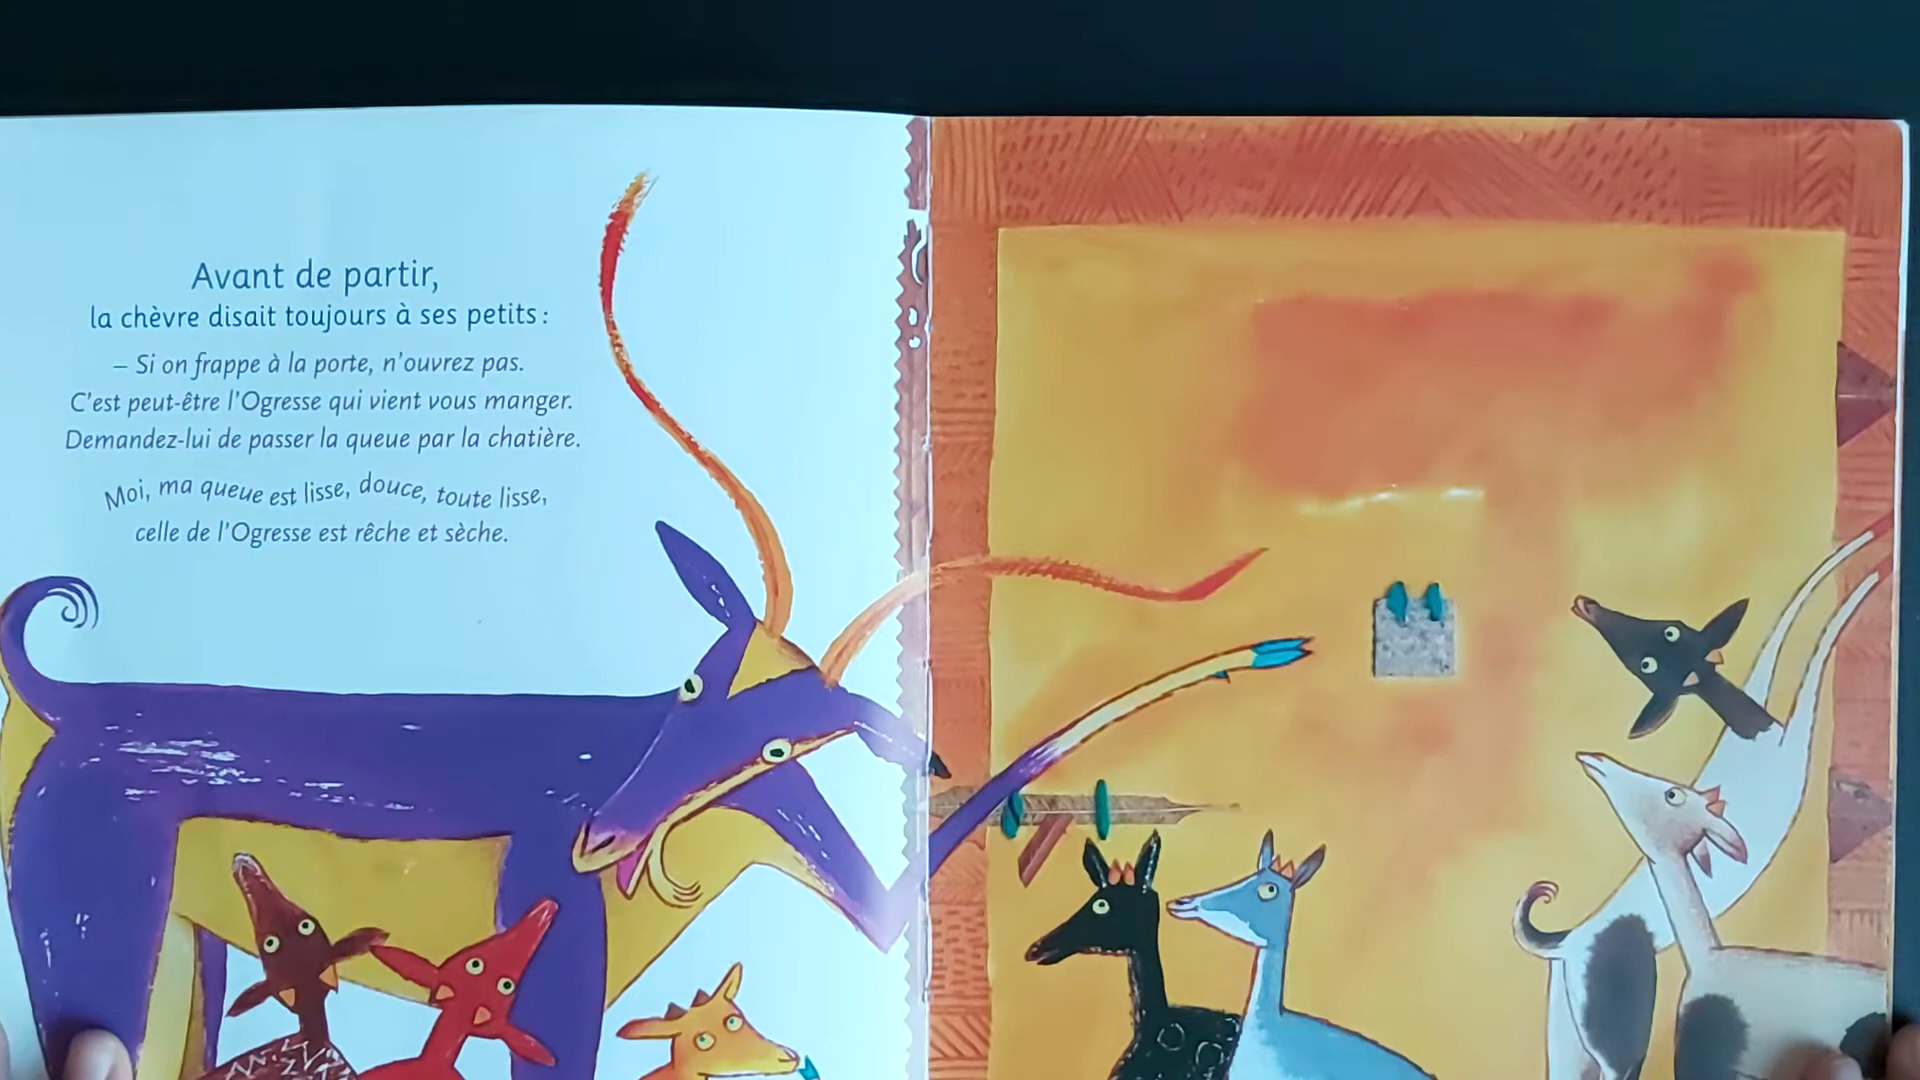 Avant de partir,
la chèvre disait toujours à ses petits :
– Si on frappe à la porte, n'ouvrez pas.
C'est peut-être l'Ogresse qui vient vous manger.
Demandez-lui de passer la queue par la chatière.
Moi, ma queue est lisse, douce, toute lisse,
celle de l'Ogresse est rêche et sèche.